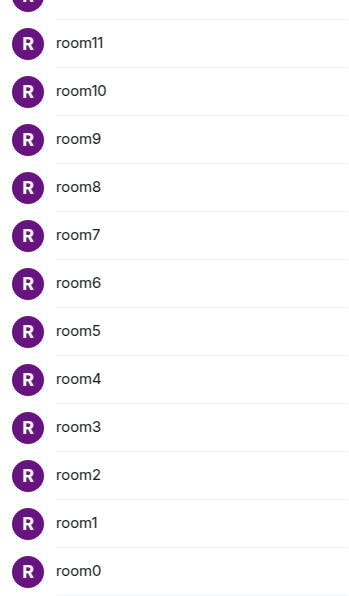 R room11
R room10
R room9
R room8
R room7
R room6
R room5
R room4
R room3
R room2
R room1
R room0